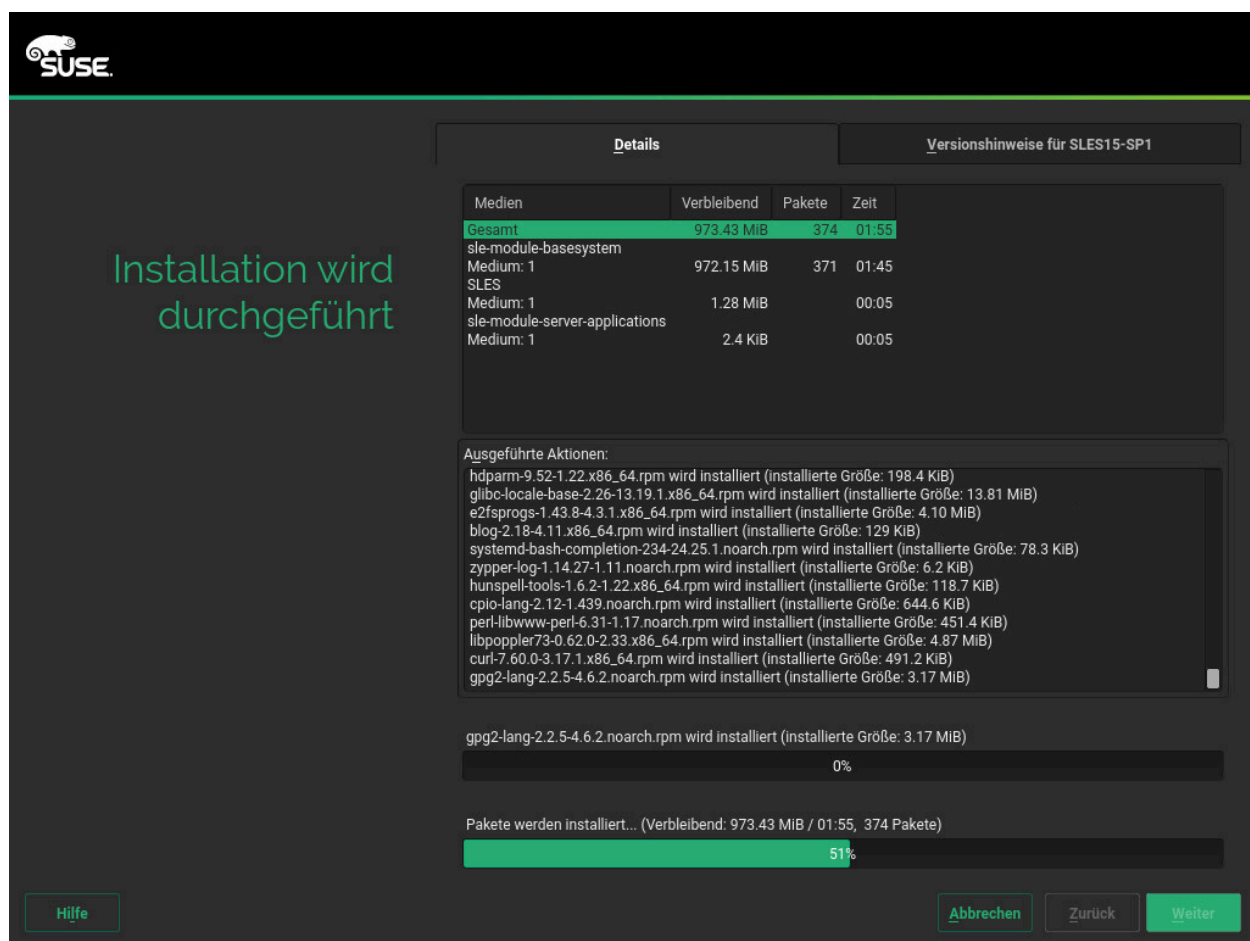 SUSE.
Details
Versionshinweise für SLES15-SP1
Medien Verbleibend Pakete Zeit
Gesamt 973.43 MiB 374 01:55
sle-module-basesystem
Medium: 1 972.15 MiB 371 01:45
SLES
Medium: 1 1.28 MiB 00:05
sle-module-server-applications
Medium: 1 2.4 KiB 00:05
Installation wird
durchgeführt
Ausgeführte Aktionen:
hdparm-9.52-1.22.x86_64.rpm wird installiert (installierte Größe: 198.4 KiB)
glibc-locale-base-2.26-13.19.1.x86_64.rpm wird installiert (installierte Größe: 13.81 MiB)
e2fsprogs-1.43.8-4.3.1.x86_64.rpm wird installiert (installierte Größe: 4.10 MiB)
blog-2.18-4.11.x86_64.rpm wird installiert (installierte Größe: 129 KiB)
systemd-bash-completion-234-24.25.1.noarch.rpm wird installiert (installierte Größe: 78.3 KiB)
zypper-log-1.14.27-1.11.noarch.rpm wird installiert (installierte Größe: 6.2 KiB)
hunspell-tools-1.6.2-1.22.x86_64.rpm wird installiert (installierte Größe: 118.7 KiB)
cpio-lang-2.12-1.439.noarch.rpm wird installiert (installierte Größe: 644.6 KiB)
perl-libwww-perl-6.31-1.17.noarch.rpm wird installiert (installierte Größe: 451.4 KiB)
libpoppler73-0.62.0-2.33.x86_64.rpm wird installiert (installierte Größe: 4.87 MiB)
curl-7.60.0-3.17.1.x86_64.rpm wird installiert (installierte Größe: 491.2 KiB)
gpg2-lang-2.2.5-4.6.2.noarch.rpm wird installiert (installierte Größe: 3.17 MiB)
gpg2-lang-2.2.5-4.6.2.noarch.rpm wird installiert (installierte Größe: 3.17 MiB)
0%
Pakete werden installiert... (Verbleibend: 973.43 MiB / 01:55, 374 Pakete)
51%
Hilfe
Abbrechen
Zurück
Weiter